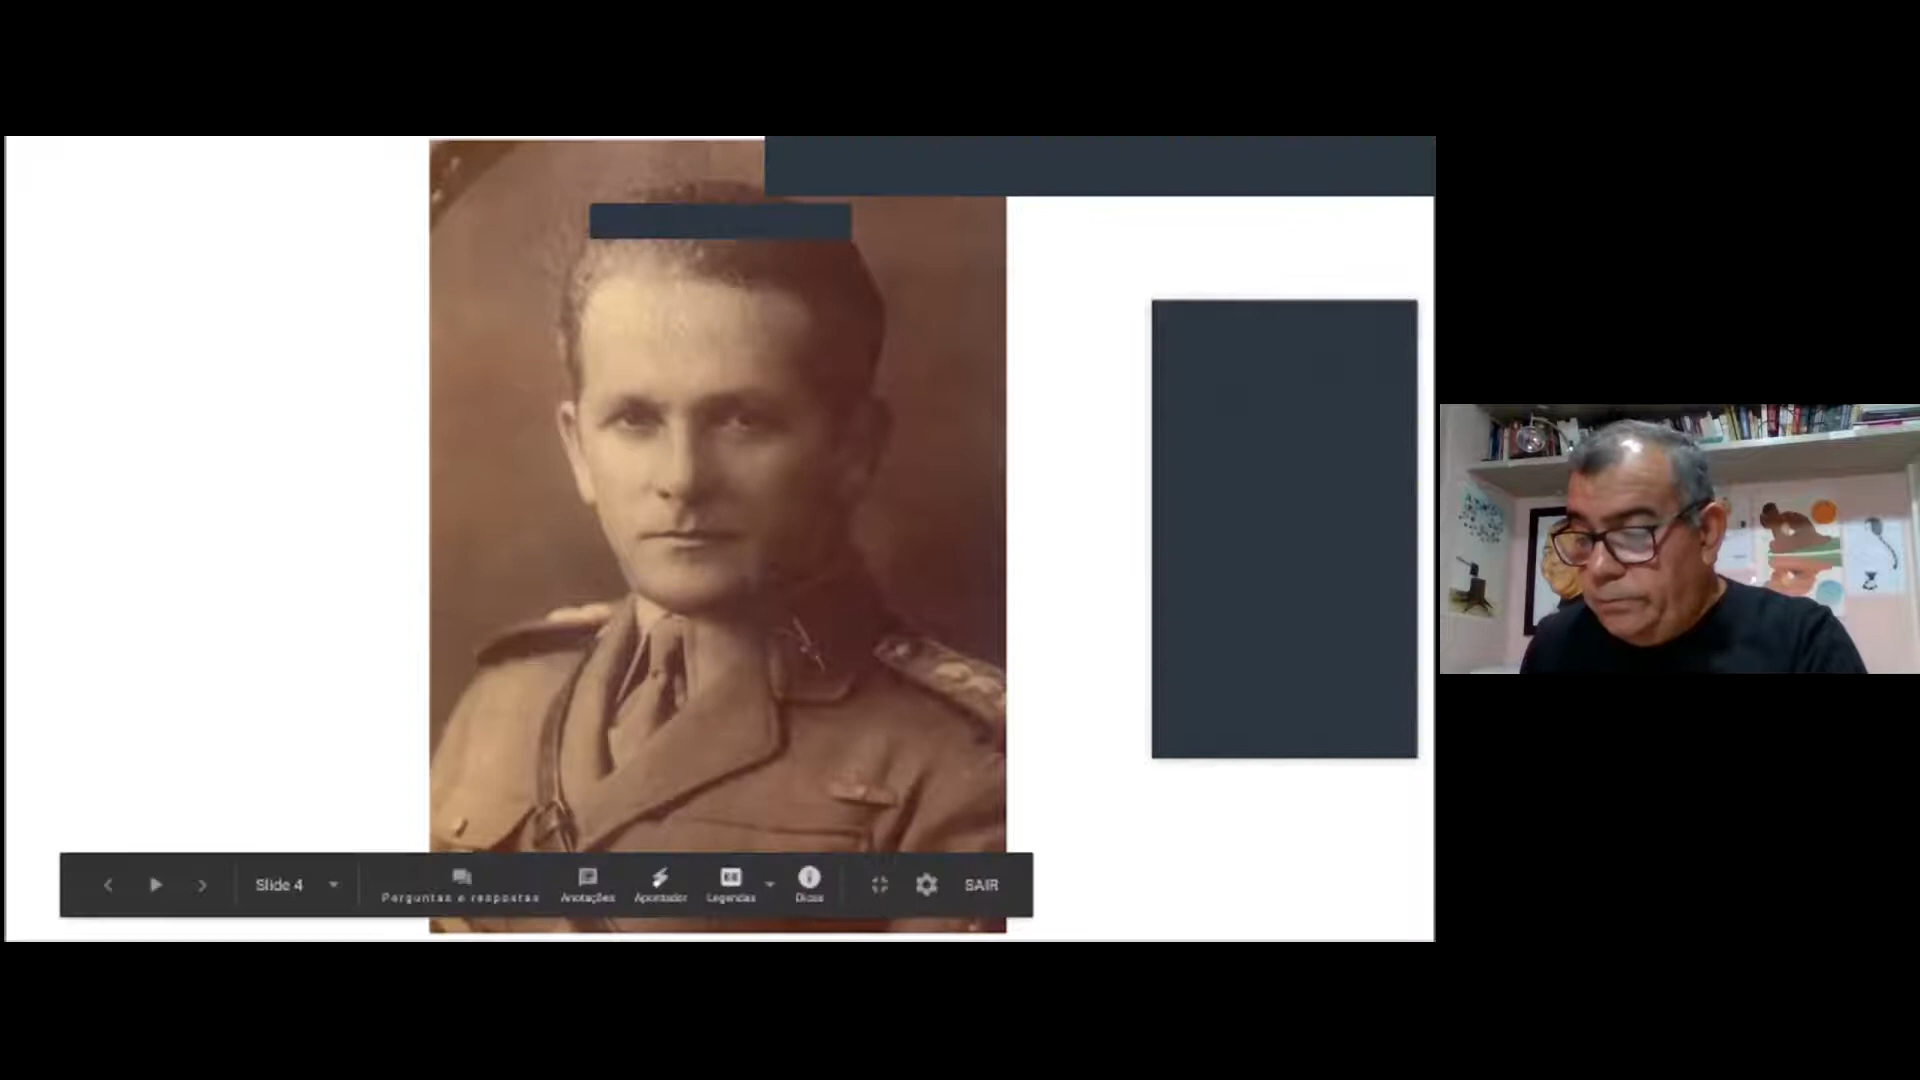 Slide 4
Perguntas e respostas
Anotações
Apontador
Legendas
Dicas
SAIR